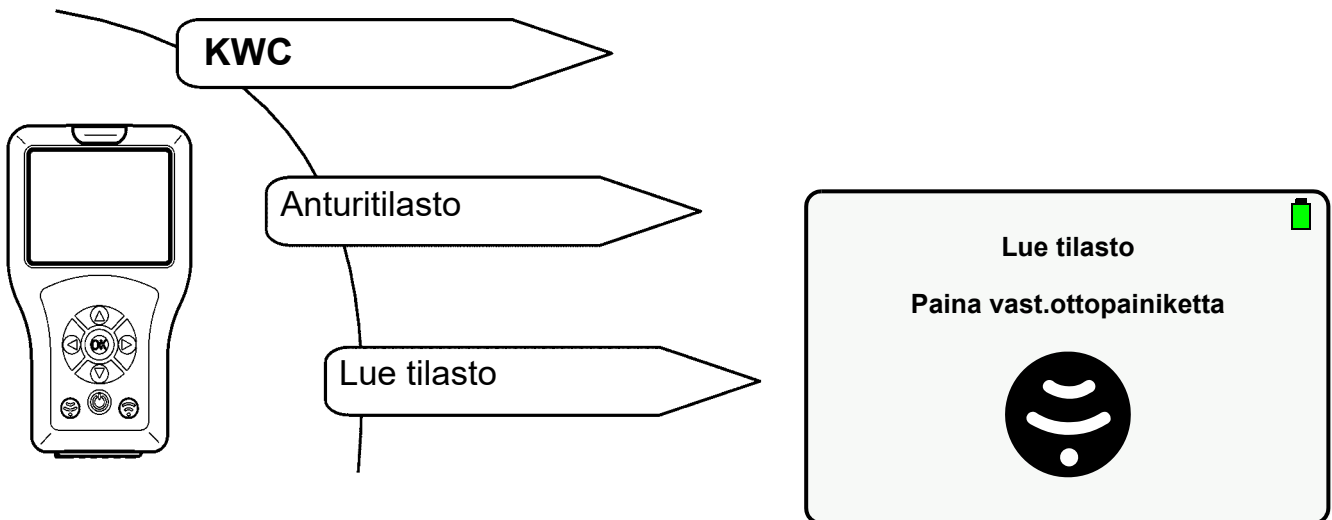 KWC
Anturitilasto
Lue tilasto
OK
Lue tilasto
Paina vast.ottopainiketta